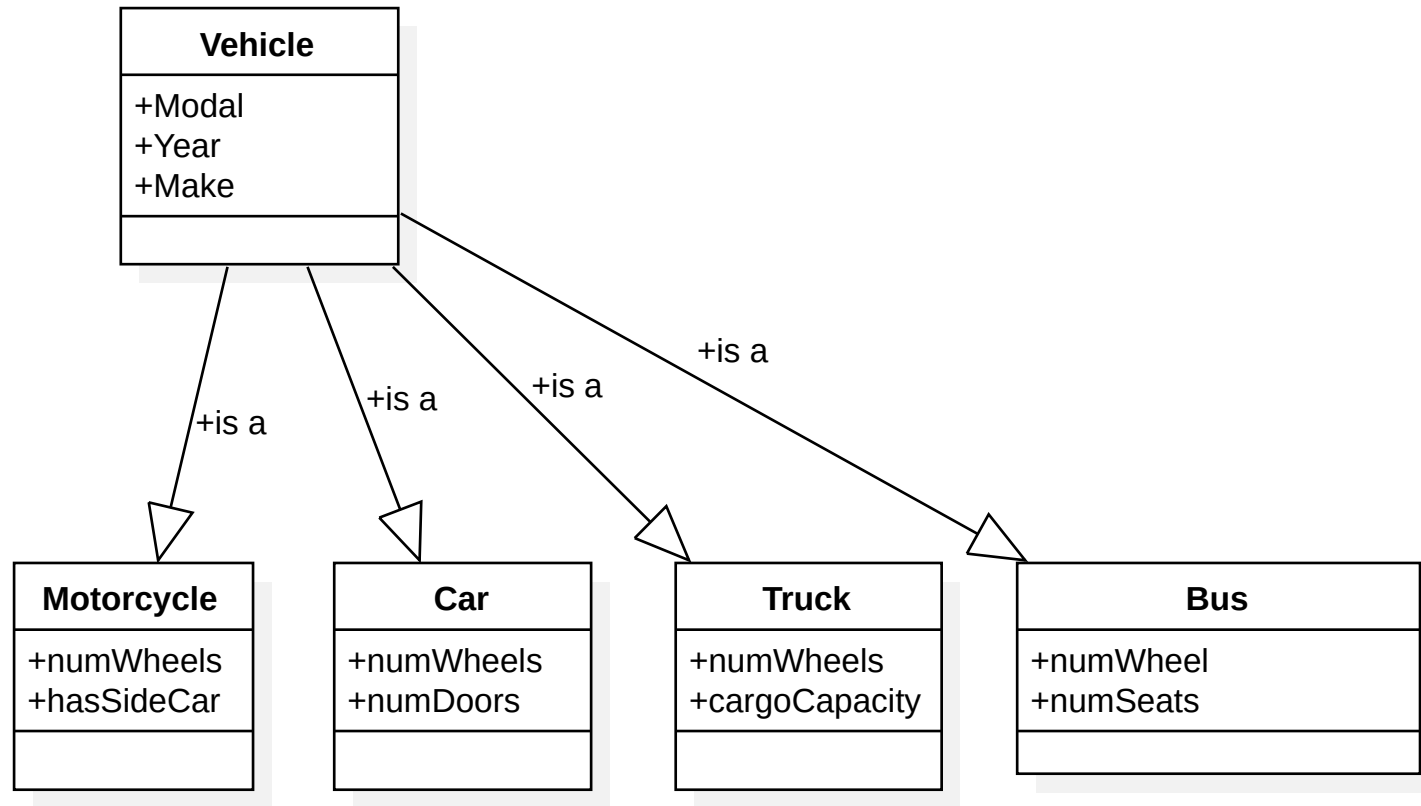 Vehicle
+Modal
+Year
+Make
+is a
+is a
+is a
+is a
Motorcycle
+numWheels
+hasSideCar
Car
+numWheels
+numDoors
Truck
+numWheels
+cargoCapacity
Bus
+numWheel
+numSeats